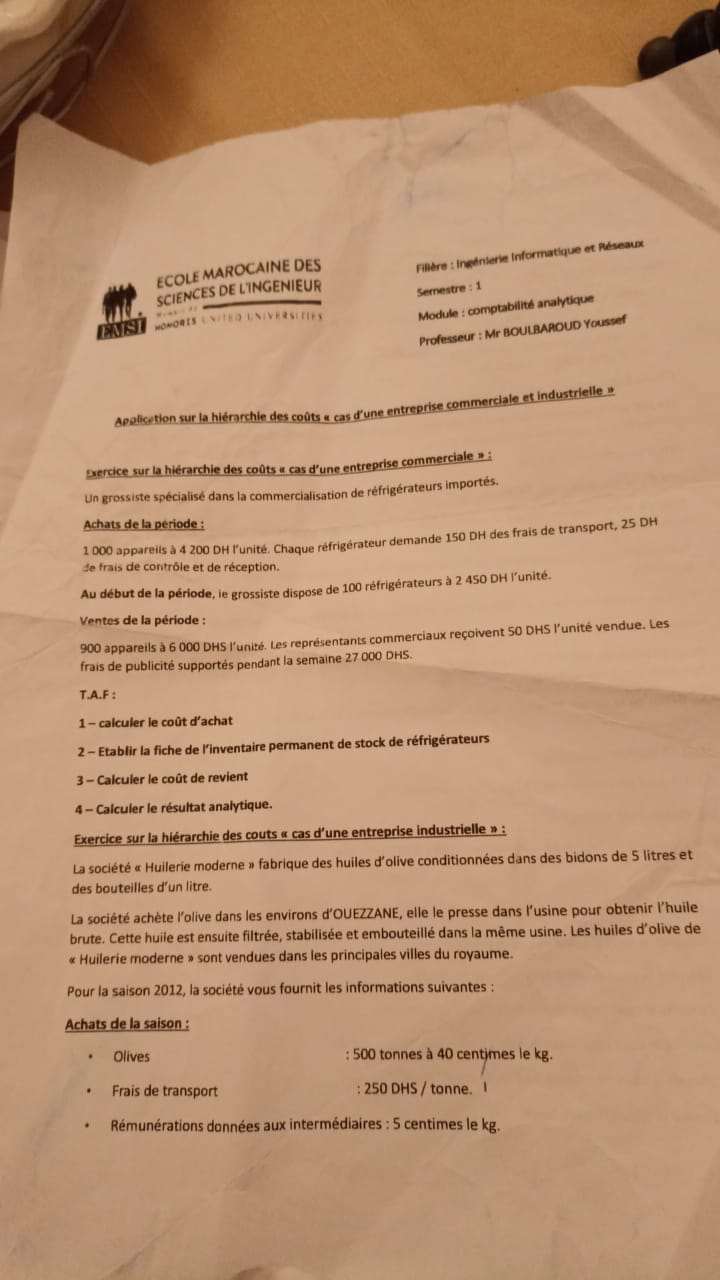 ECOLE MAROCAINE DES
SCIENCES DE L'INGENIEUR
EMSI
HONORIS UNITED UNIVERSITIES
Filière : Ingénierie Informatique et Réseaux
Semestre : 1
Module : comptabilité analytique
Professeur : Mr BOULBAROUD Youssef
Application sur la hiérarchie des coûts « cas d'une entreprise commerciale et industrielle »
Exercice sur la hiérarchie des coûts « cas d'une entreprise commerciale » :
Un grossiste spécialisé dans la commercialisation de réfrigérateurs importés.
Achats de la période :
1 000 appareils à 4 200 DH l'unité. Chaque réfrigérateur demande 150 DH des frais de transport, 25 DH
de frais de contrôle et de réception.
Au début de la période, le grossiste dispose de 100 réfrigérateurs à 2 450 DH l'unité.
Ventes de la période :
900 appareils à 6 000 DHS l'unité. Les représentants commerciaux reçoivent 50 DHS l'unité vendue. Les
frais de publicité supportés pendant la semaine 27 000 DHS.
T.A.F :
1 – calculer le coût d'achat
2 – Etablir la fiche de l'inventaire permanent de stock de réfrigérateurs
3 – Calculer le coût de revient
4 – Calculer le résultat analytique.
Exercice sur la hiérarchie des couts « cas d'une entreprise industrielle » :
La société « Huilerie moderne » fabrique des huiles d'olive conditionnées dans des bidons de 5 litres et
des bouteilles d'un litre.
La société achète l'olive dans les environs d'OUEZZANE, elle le presse dans l'usine pour obtenir l'huile
brute. Cette huile est ensuite filtrée, stabilisée et embouteillé dans la même usine. Les huiles d'olive de
« Huilerie moderne » sont vendues dans les principales villes du royaume.
Pour la saison 2012, la société vous fournit les informations suivantes :
Achats de la saison :
• Olives : 500 tonnes à 40 centimes le kg.
• Frais de transport : 250 DHS / tonne.
• Rémunérations données aux intermédiaires : 5 centimes le kg.